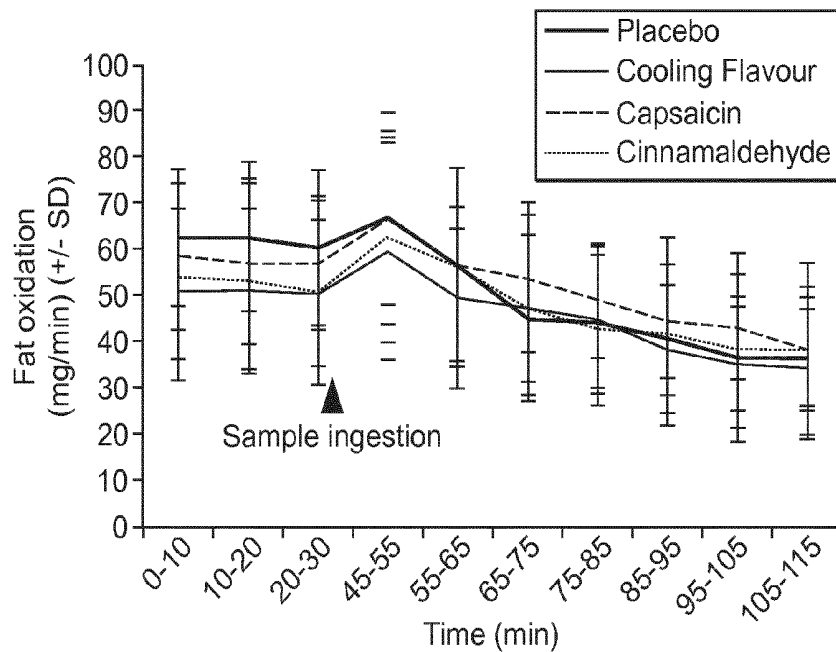 Placebo
Cooling Flavour
Capsaicin
Cinnamaldehyde
100
90
80
70
60
50
40
30
20
10
0
Fat oxidation
(mg/min) (+/- SD)
Sample ingestion
0-10
10-20
20-30
45-55
55-65
65-75
75-85
85-95
95-105
105-115
Time (min)